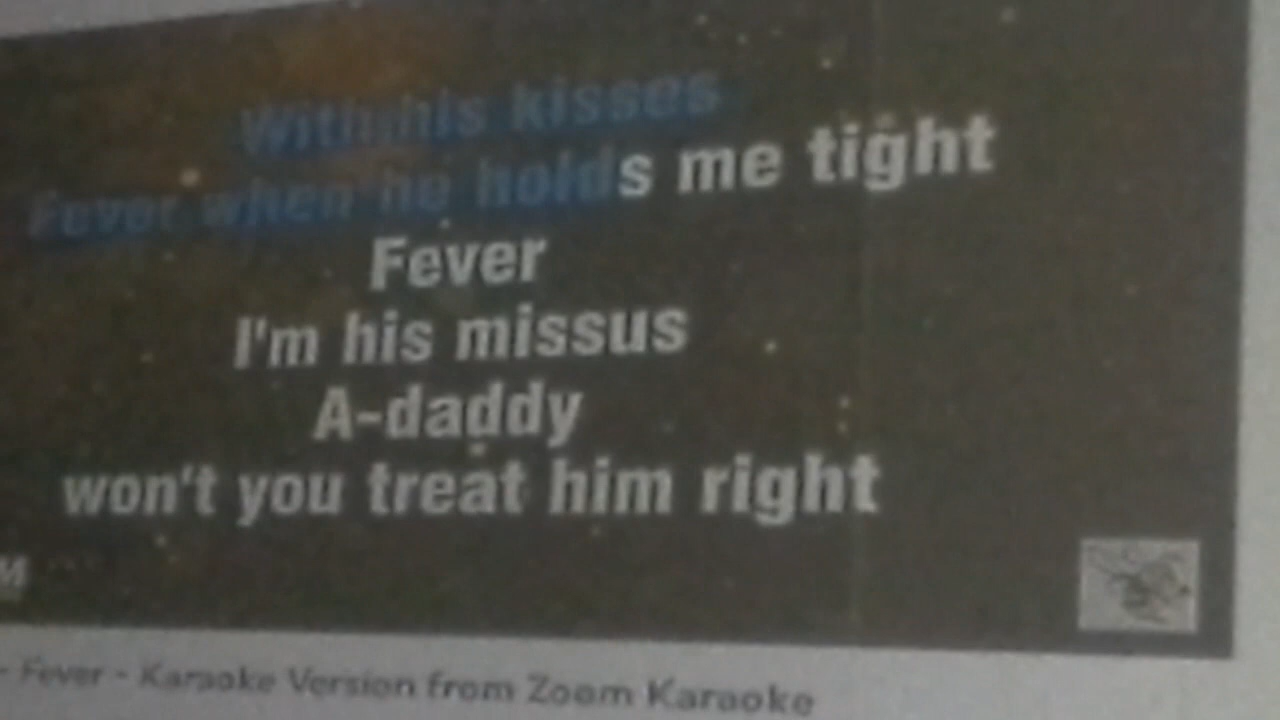 With his kisses
Fever when he holds me tight
Fever
I'm his missus
A-daddy
won't you treat him right
M
- Fever - Karaoke Version from Zoom Karaoke